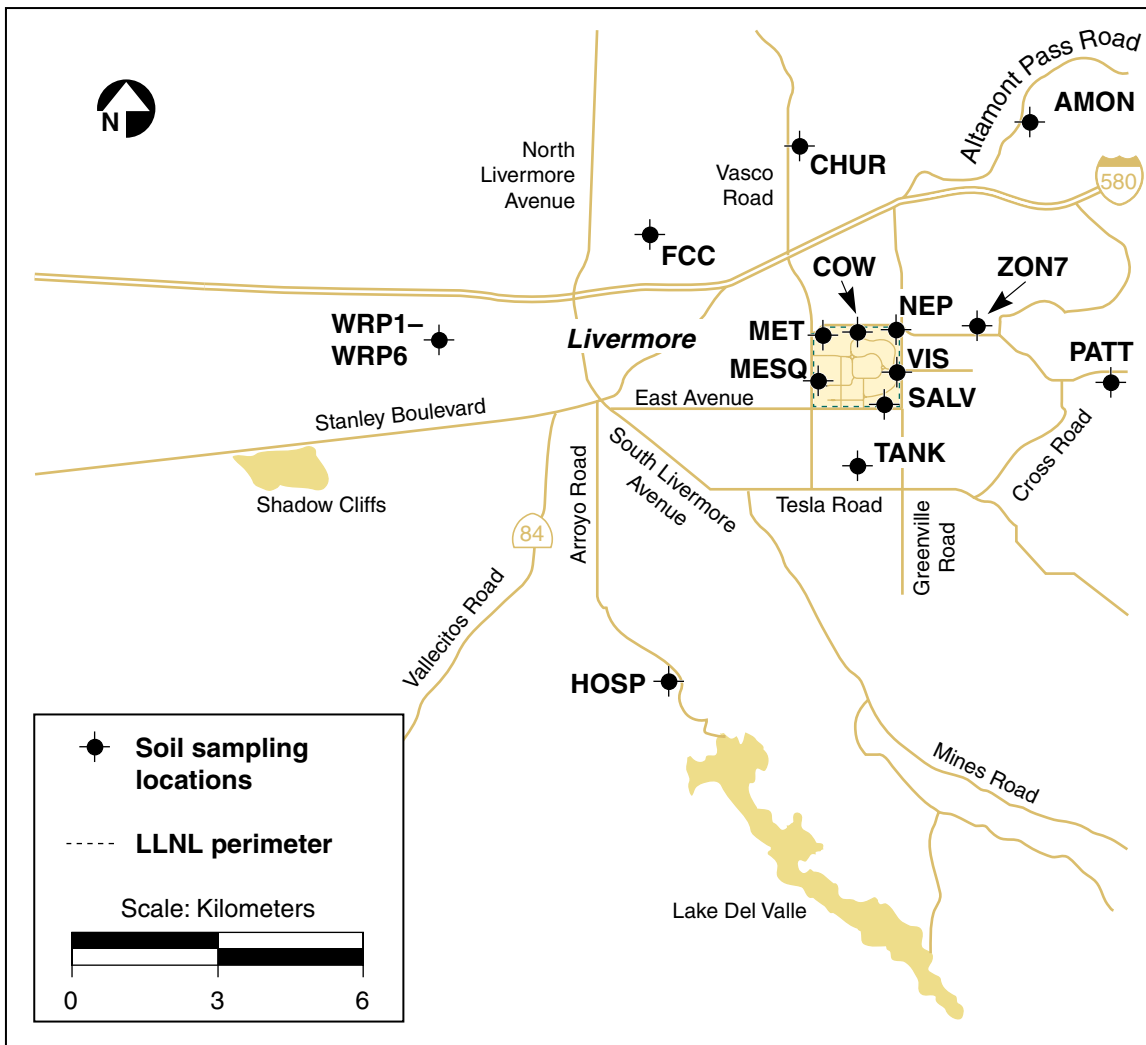 Altamont Pass Road
AMON
N
North
Livermore
Avenue
CHUR
Vasco
Road
580
FCC
COW
ZON7
NEP
WRP1–
WRP6
Livermore
MET
VIS
PATT
MESQ
SALV
East Avenue
Stanley Boulevard
Cross Road
TANK
South Livermore
Avenue
Shadow Cliffs
Tesla Road
84
Arroyo Road
Greenville
Road
Vallecitos Road
HOSP
Soil sampling
locations
Mines Road
LLNL perimeter
Scale: Kilometers
Lake Del Valle
0 3 6